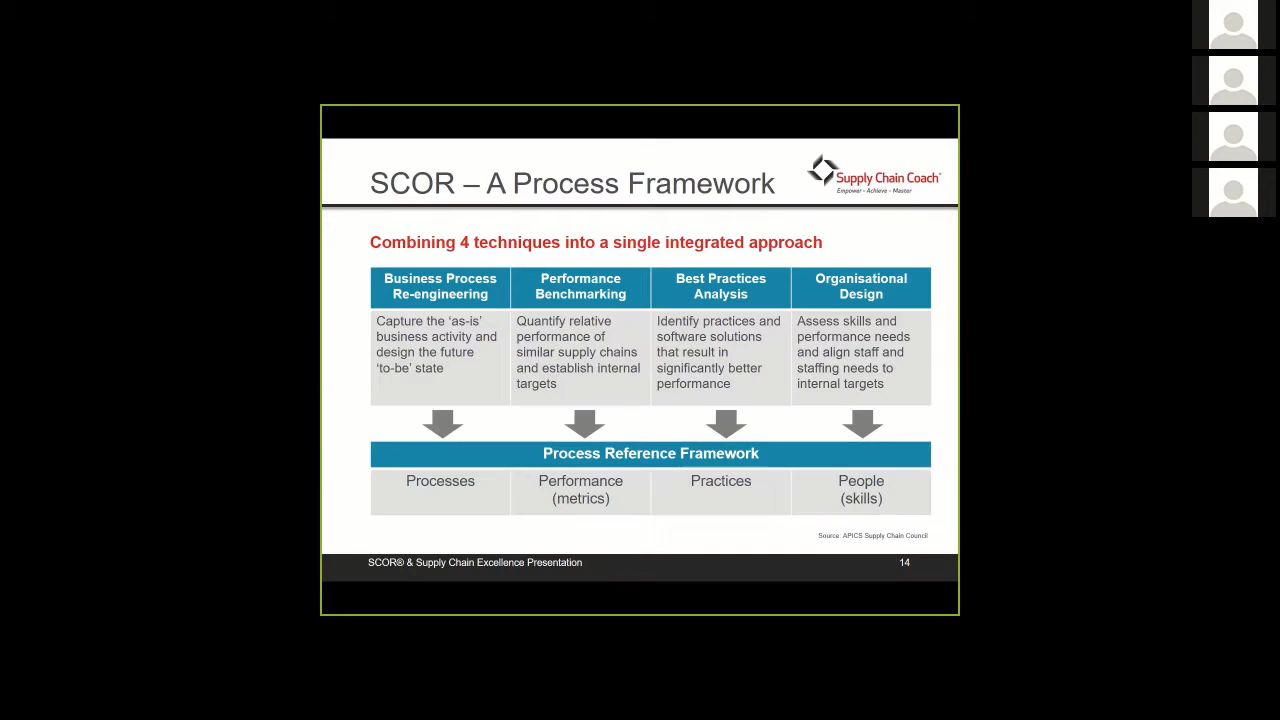 SCOR – A Process Framework
Supply Chain Coach
Empower - Achieve - Master
Combining 4 techniques into a single integrated approach
Business Process
Re-engineering
Capture the ‘as-is’
business activity and
design the future
‘to-be’ state
Performance
Benchmarking
Quantify relative
performance of
similar supply chains
and establish internal
targets
Best Practices
Analysis
Identify practices and
software solutions
that result in
significantly better
performance
Organisational
Design
Assess skills and
performance needs
and align staff and
staffing needs to
internal targets
Process Reference Framework
Processes
Performance
(metrics)
Practices
People
(skills)
Source: APICS Supply Chain Council
SCOR® & Supply Chain Excellence Presentation
14